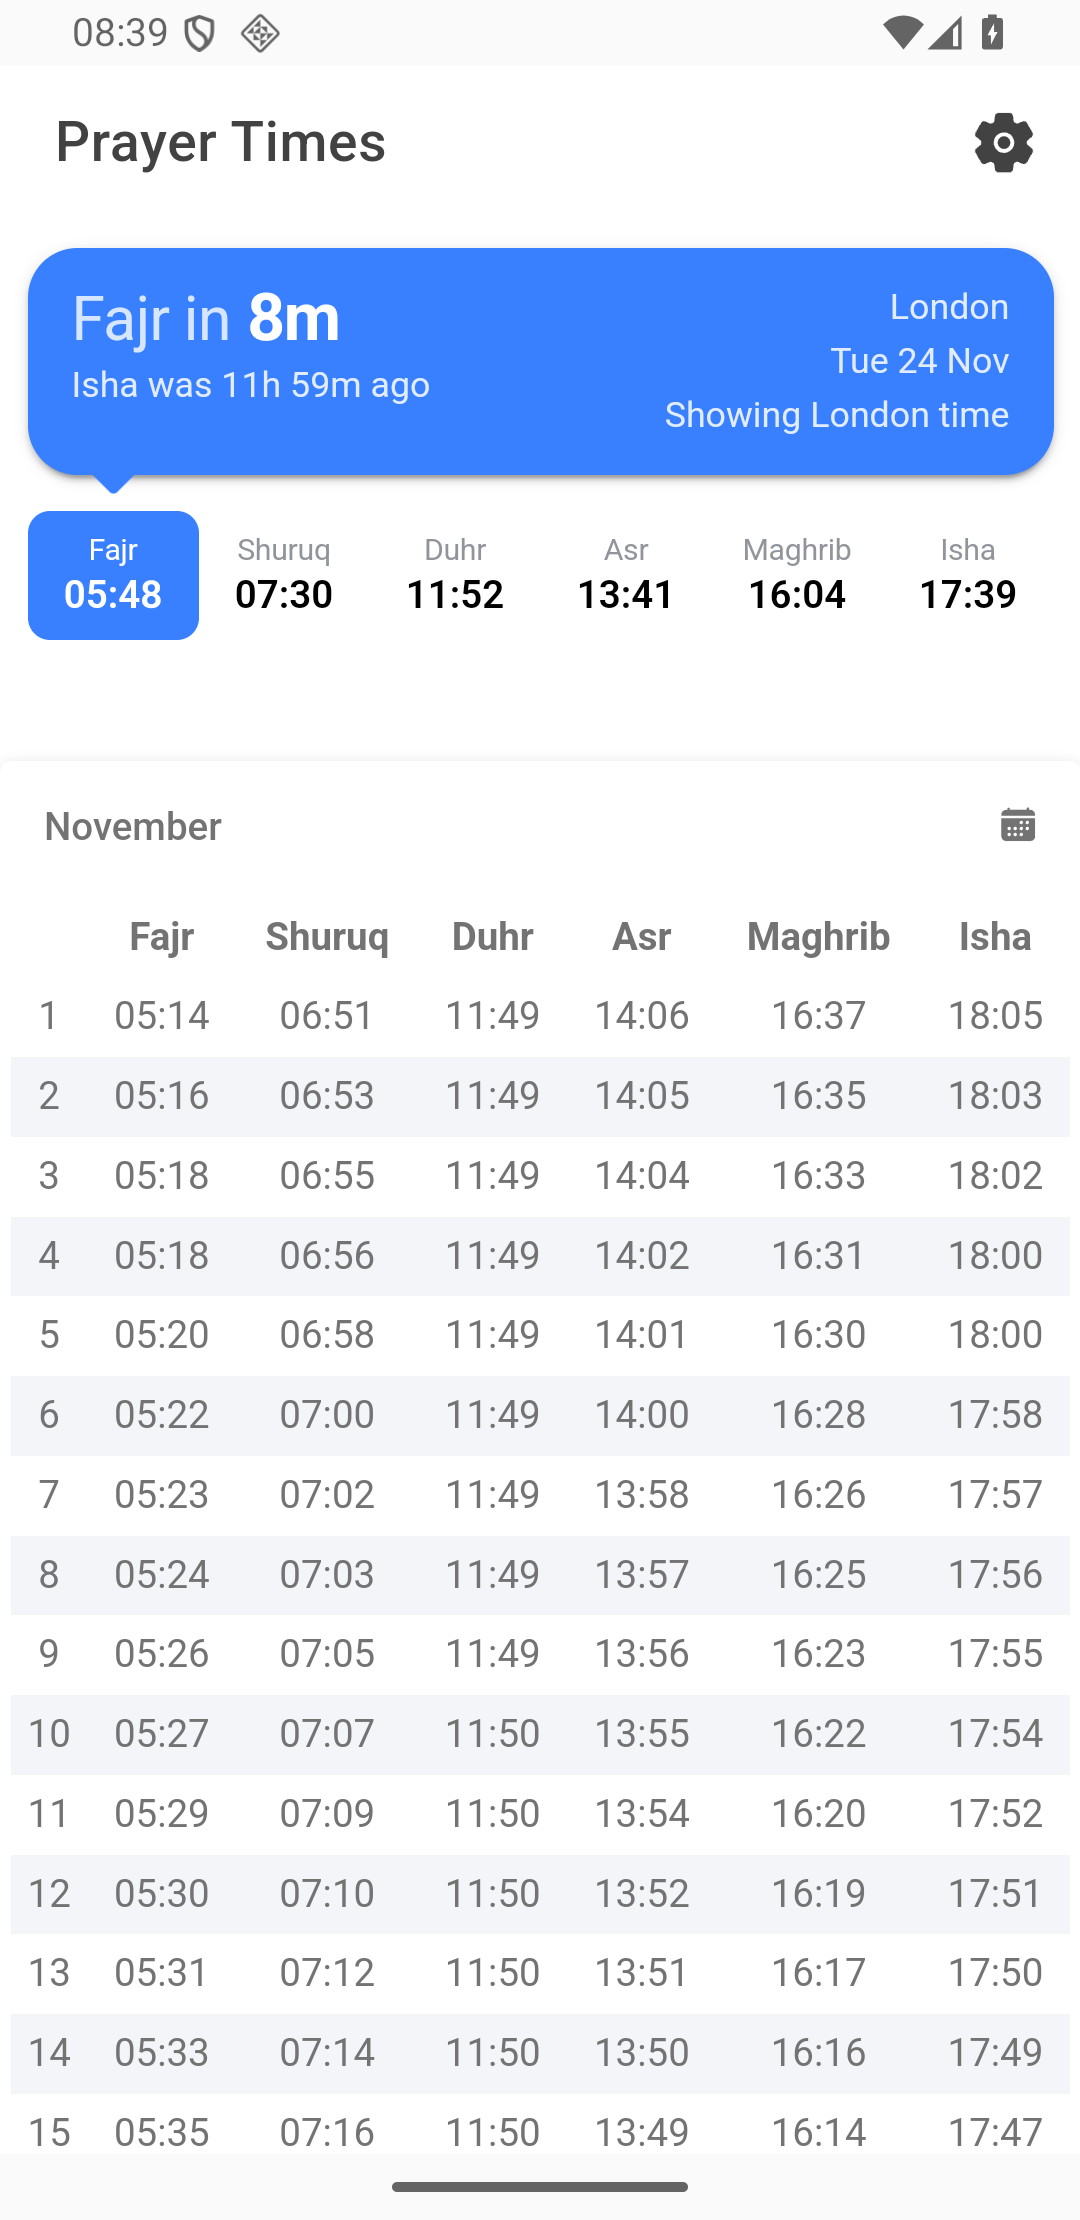 08:39
Prayer Times
Fajr in 8m
Isha was 11h 59m ago
London
Tue 24 Nov
Showing London time
Fajr Shuruq Duhr Asr Maghrib Isha
05:48 07:30 11:52 13:41 16:04 17:39
November
Fajr Shuruq Duhr Asr Maghrib Isha
1 05:14 06:51 11:49 14:06 16:37 18:05
2 05:16 06:53 11:49 14:05 16:35 18:03
3 05:18 06:55 11:49 14:04 16:33 18:02
4 05:18 06:56 11:49 14:02 16:31 18:00
5 05:20 06:58 11:49 14:01 16:30 18:00
6 05:22 07:00 11:49 14:00 16:28 17:58
7 05:23 07:02 11:49 13:58 16:26 17:57
8 05:24 07:03 11:49 13:57 16:25 17:56
9 05:26 07:05 11:49 13:56 16:23 17:55
10 05:27 07:07 11:50 13:55 16:22 17:54
11 05:29 07:09 11:50 13:54 16:20 17:52
12 05:30 07:10 11:50 13:52 16:19 17:51
13 05:31 07:12 11:50 13:51 16:17 17:50
14 05:33 07:14 11:50 13:50 16:16 17:49
15 05:35 07:16 11:50 13:49 16:14 17:47